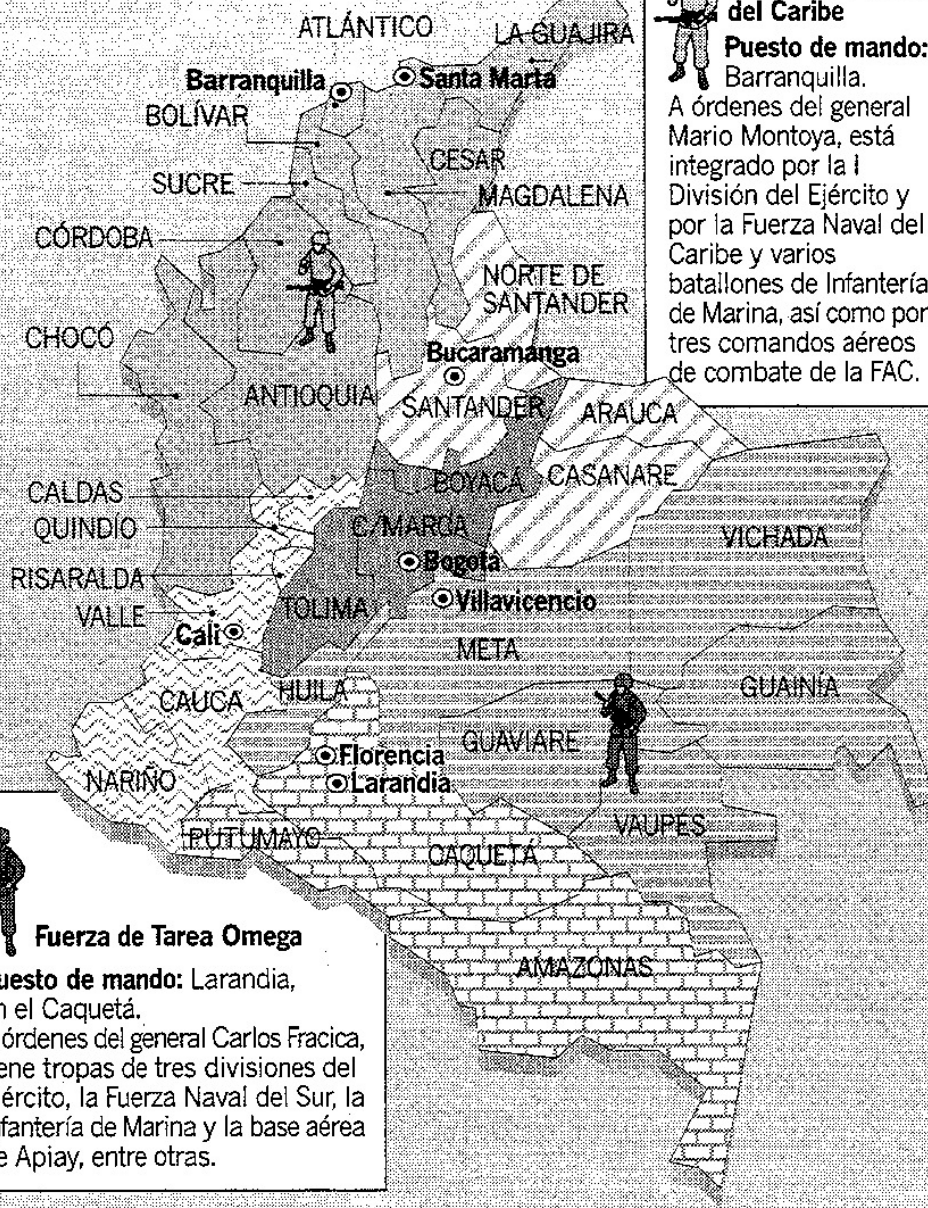 ATLÁNTICO
LA GUAJIRA
Barranquilla
Santa Marta
BOLÍVAR
CESAR
SUCRE
MAGDALENA
CÓRDOBA
NORTE DE
SANTANDER
CHOCÓ
Bucaramanga
ANTIOQUIA
SANTANDER
ARAUCA
BOYACÁ
CASANARE
CALDAS
QUINDÍO
C/MARCA
VICHADA
Bogotá
RISARALDA
TOLIMA
Villavicencio
VALLE
Cali
META
CAUCA
HUILA
GUAINÍA
GUAVIARE
Florencia
Larandia
NARIÑO
PUTUMAYO
VAUPES
CAQUETÁ
AMAZONAS
del Caribe
Puesto de mando:
Barranquilla.
A órdenes del general
Mario Montoya, está
integrado por la I
División del Ejército y
por la Fuerza Naval del
Caribe y varios
batallones de Infantería
de Marina, así como por
tres comandos aéreos
de combate de la FAC.
Fuerza de Tarea Omega
uesto de mando: Larandia,
n el Caquetá.
órdenes del general Carlos Fracica,
ene tropas de tres divisiones del
ército, la Fuerza Naval del Sur, la
nfantería de Marina y la base aérea
e Apiay, entre otras.